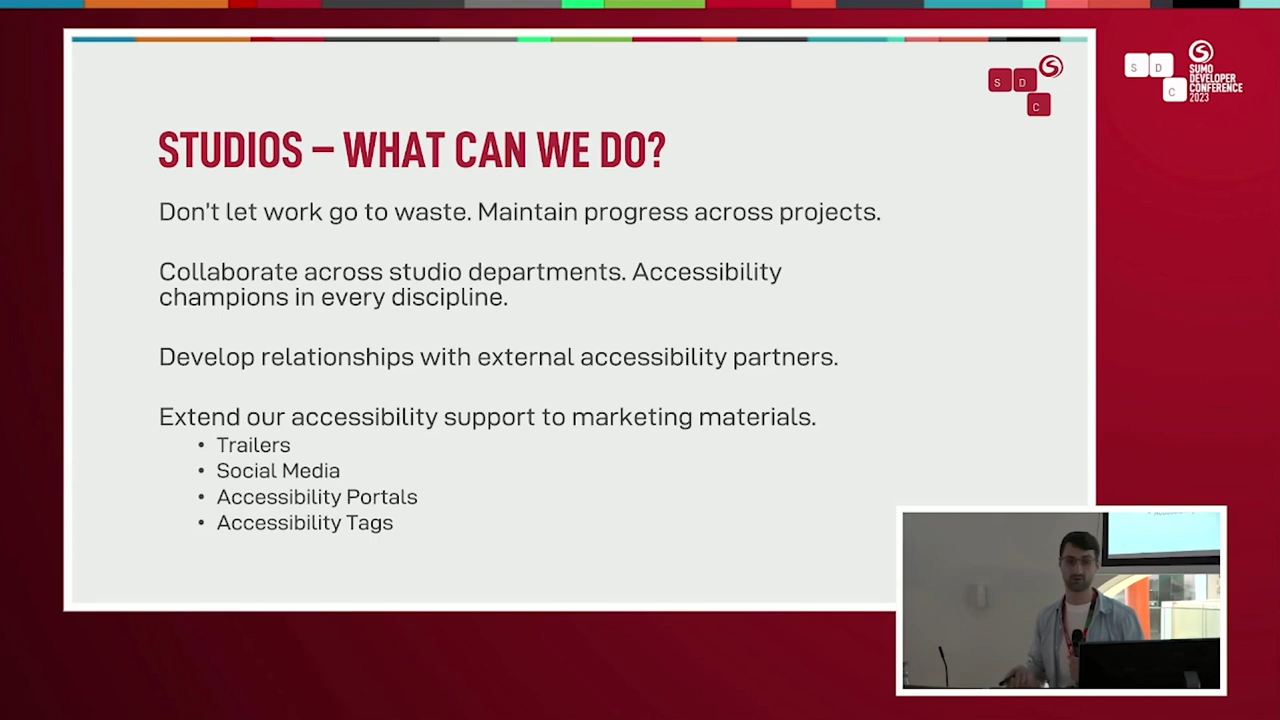 S D
C
SUMO
DEVELOPER
CONFERENCE
2023
S D
C
STUDIOS – WHAT CAN WE DO?
Don't let work go to waste. Maintain progress across projects.
Collaborate across studio departments. Accessibility
champions in every discipline.
Develop relationships with external accessibility partners.
Extend our accessibility support to marketing materials.
• Trailers
• Social Media
• Accessibility Portals
• Accessibility Tags